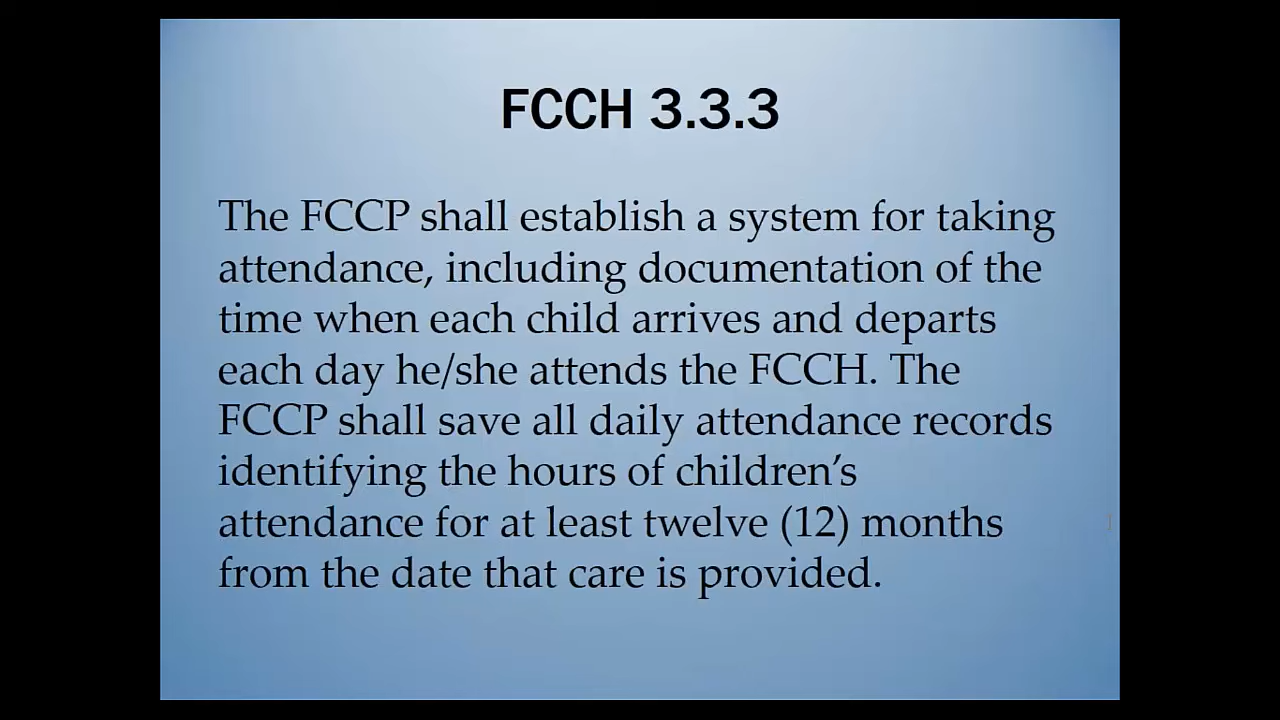 FCCH 3.3.3
The FCCP shall establish a system for taking
attendance, including documentation of the
time when each child arrives and departs
each day he/she attends the FCCH. The
FCCP shall save all daily attendance records
identifying the hours of children’s
attendance for at least twelve (12) months
from the date that care is provided.